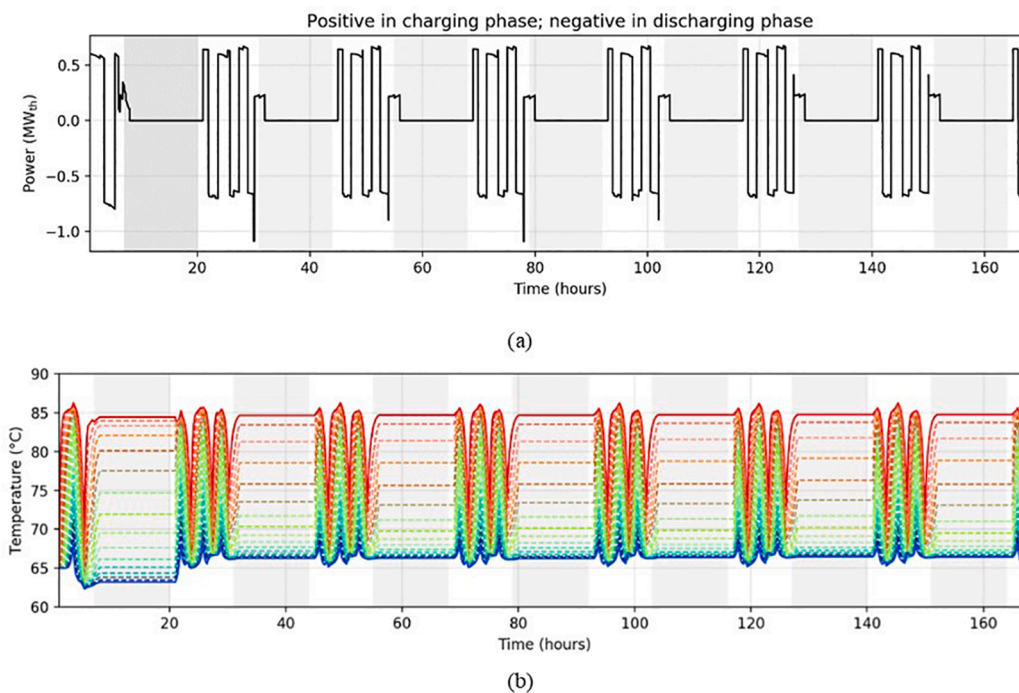 Positive in charging phase; negative in discharging phase
Power (MWth)
0.5
0.0
−0.5
−1.0
20 40 60 80 100 120 140 160
Time (hours)
(a)
Temperature (°C)
90
85
80
75
70
65
60
20 40 60 80 100 120 140 160
Time (hours)
(b)